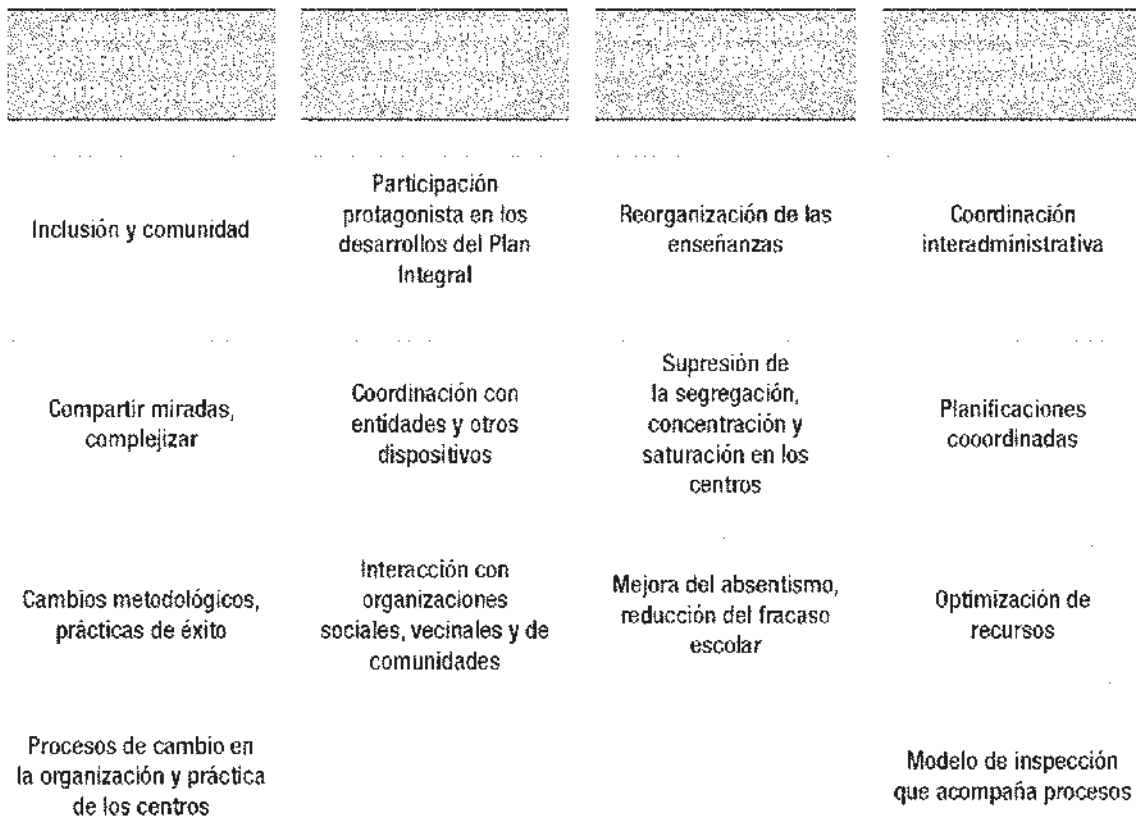 Inclusión y comunidad
Participación
protagonista en los
desarrollos del Plan
Integral
Reorganización de las
enseñanzas
Coordinación
interadministrativa
Compartir miradas,
complejizar
Coordinación con
entidades y otros
dispositivos
Supresión de
la segregación,
concentración y
saturación en los
centros
Planificaciones
cooordinadas
Cambios metodológicos,
prácticas de éxito
Interacción con
organizaciones
sociales, vecinales y de
comunidades
Mejora del absentismo,
reducción del fracaso
escolar
Optimización de
recursos
Procesos de cambio en
la organización y práctica
de los centros
Modelo de inspección
que acompaña procesos